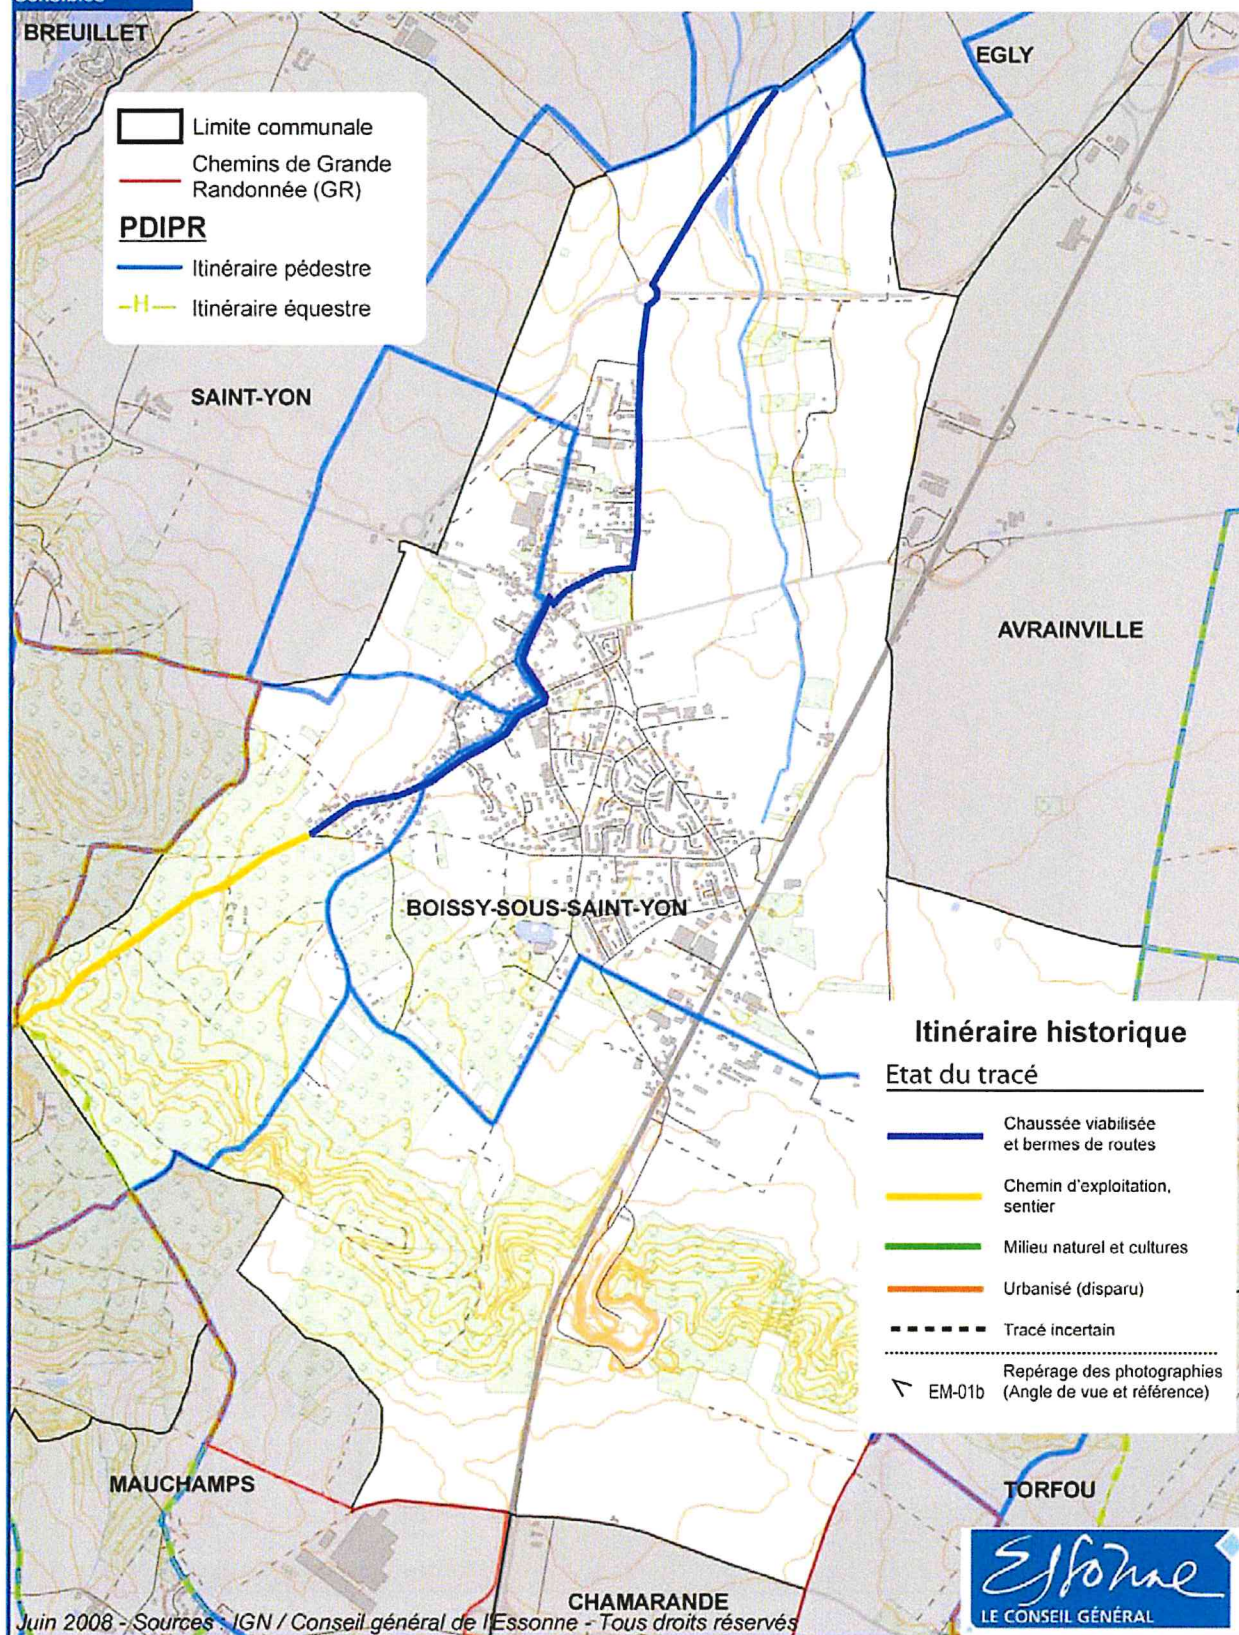 BREUILLET
EGLY
Limite communale
Chemins de Grande
Randonnée (GR)
PDIPR
Itinéraire pédestre
-H- Itinéraire équestre
SAINT-YON
AVRAINVILLE
BOISSY-SOUS-SAINT-YON
Itinéraire historique
Etat du tracé
Chaussée viabilisée
et bermes de routes
Chemin d'exploitation,
sentier
Milieu naturel et cultures
Urbanisé (disparu)
Tracé incertain
EM-01b
Repérage des photographies
(Angle de vue et référence)
MAUCHAMPS
TORFOU
CHAMARANDE
Essonne
LE CONSEIL GÉNÉRAL
Juin 2008 - Sources : IGN / Conseil général de l'Essonne - Tous droits réservés